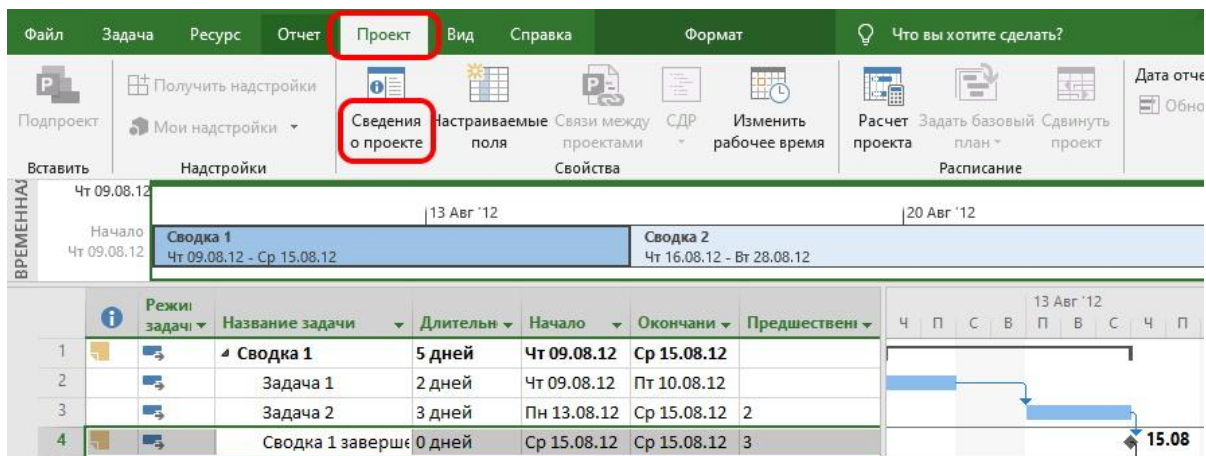 Файл Задача Ресурс Отчет Проект Вид Справка Формат Что вы хотите сделать?
Подпроект
Получить надстройки
Мои надстройки
Сведения о проекте
Настраиваемые поля
Связи между проектами
СДР
Изменить рабочее время
Расчет проекта
Задать базовый план
Сдвинуть проект
Дата отче
Обно
Вставить Надстройки Свойства Расписание
ВРЕМЕННАЯ
Чт 09.08.12
Начало
Чт 09.08.12
13 Авг '12 20 Авг '12
Сводка 1
Чт 09.08.12 - Ср 15.08.12
Сводка 2
Чт 16.08.12 - Вт 28.08.12
Режим задачи Название задачи Длительн Начало Окончани Предшественн
13 Авг '12
Ч П С В П В С Ч П
1 Сводка 1 5 дней Чт 09.08.12 Ср 15.08.12
2 Задача 1 2 дней Чт 09.08.12 Пт 10.08.12
3 Задача 2 3 дней Пн 13.08.12 Ср 15.08.12 2
4 Сводка 1 заверше 0 дней Ср 15.08.12 Ср 15.08.12 3
15.08